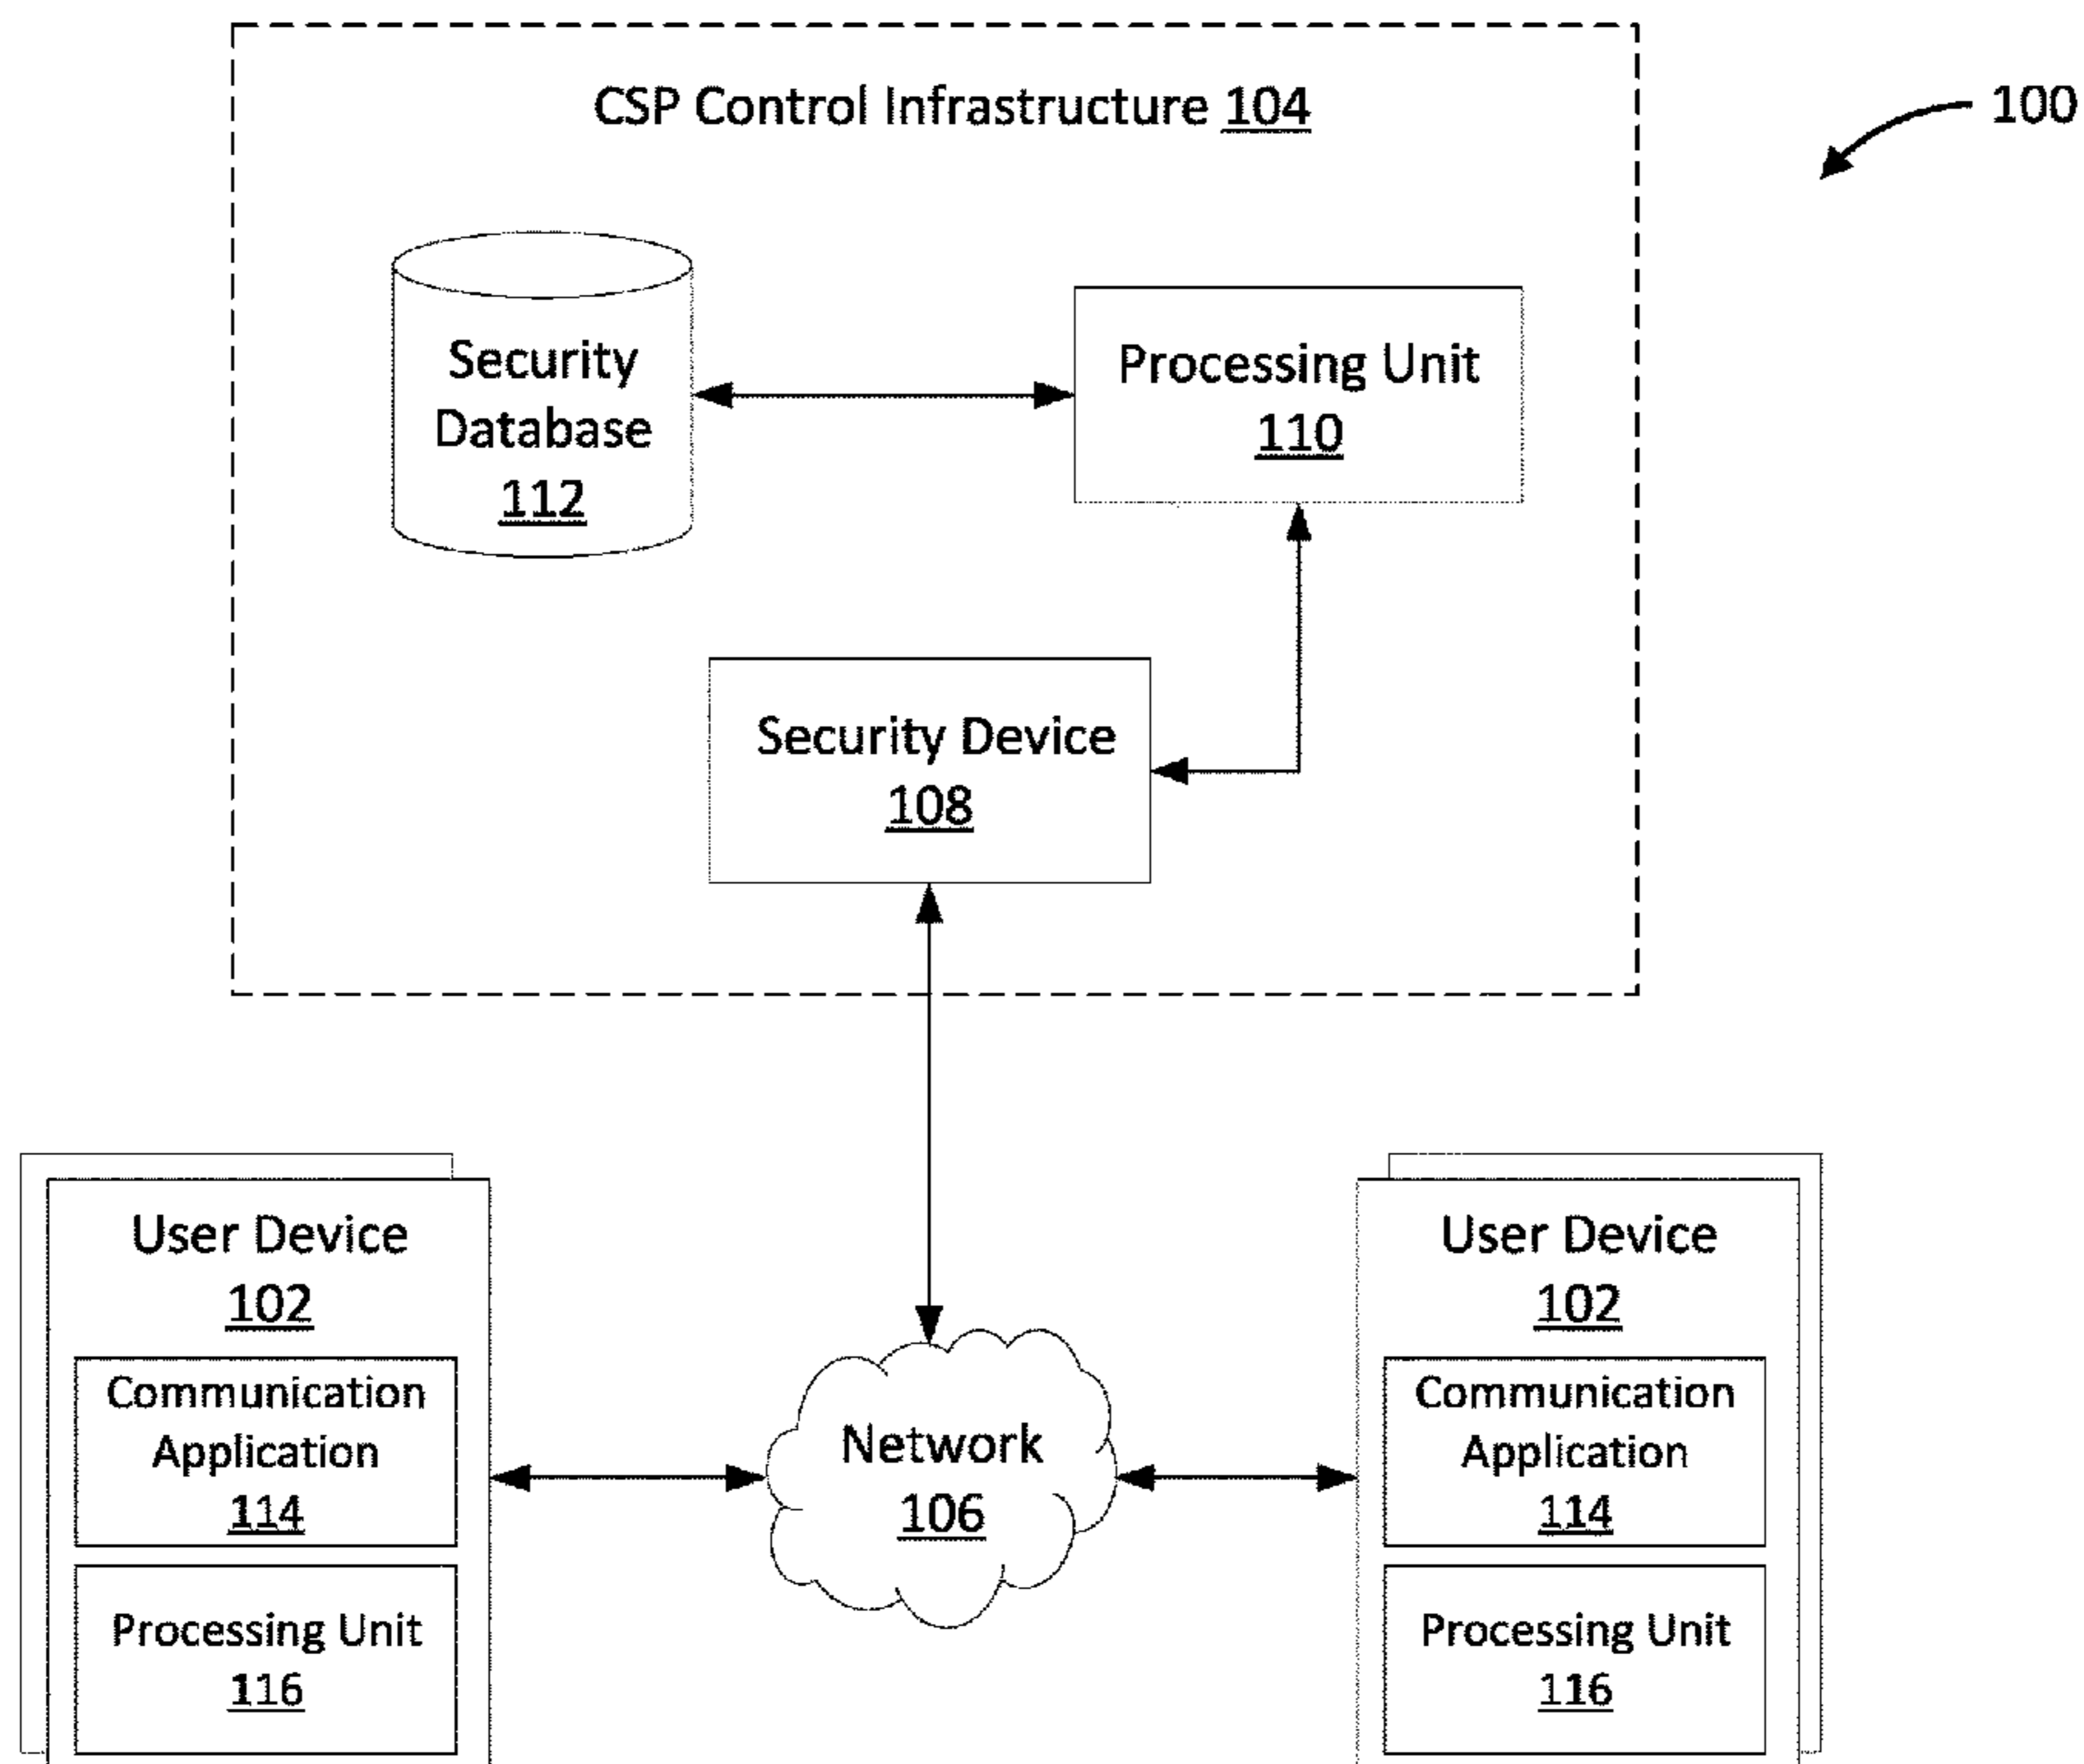 CSP Control Infrastructure 104
100
Security
Database
112
Processing Unit
110
Security Device
108
User Device
102
Communication
Application
114
Processing Unit
116
Network
106
User Device
102
Communication
Application
114
Processing Unit
116